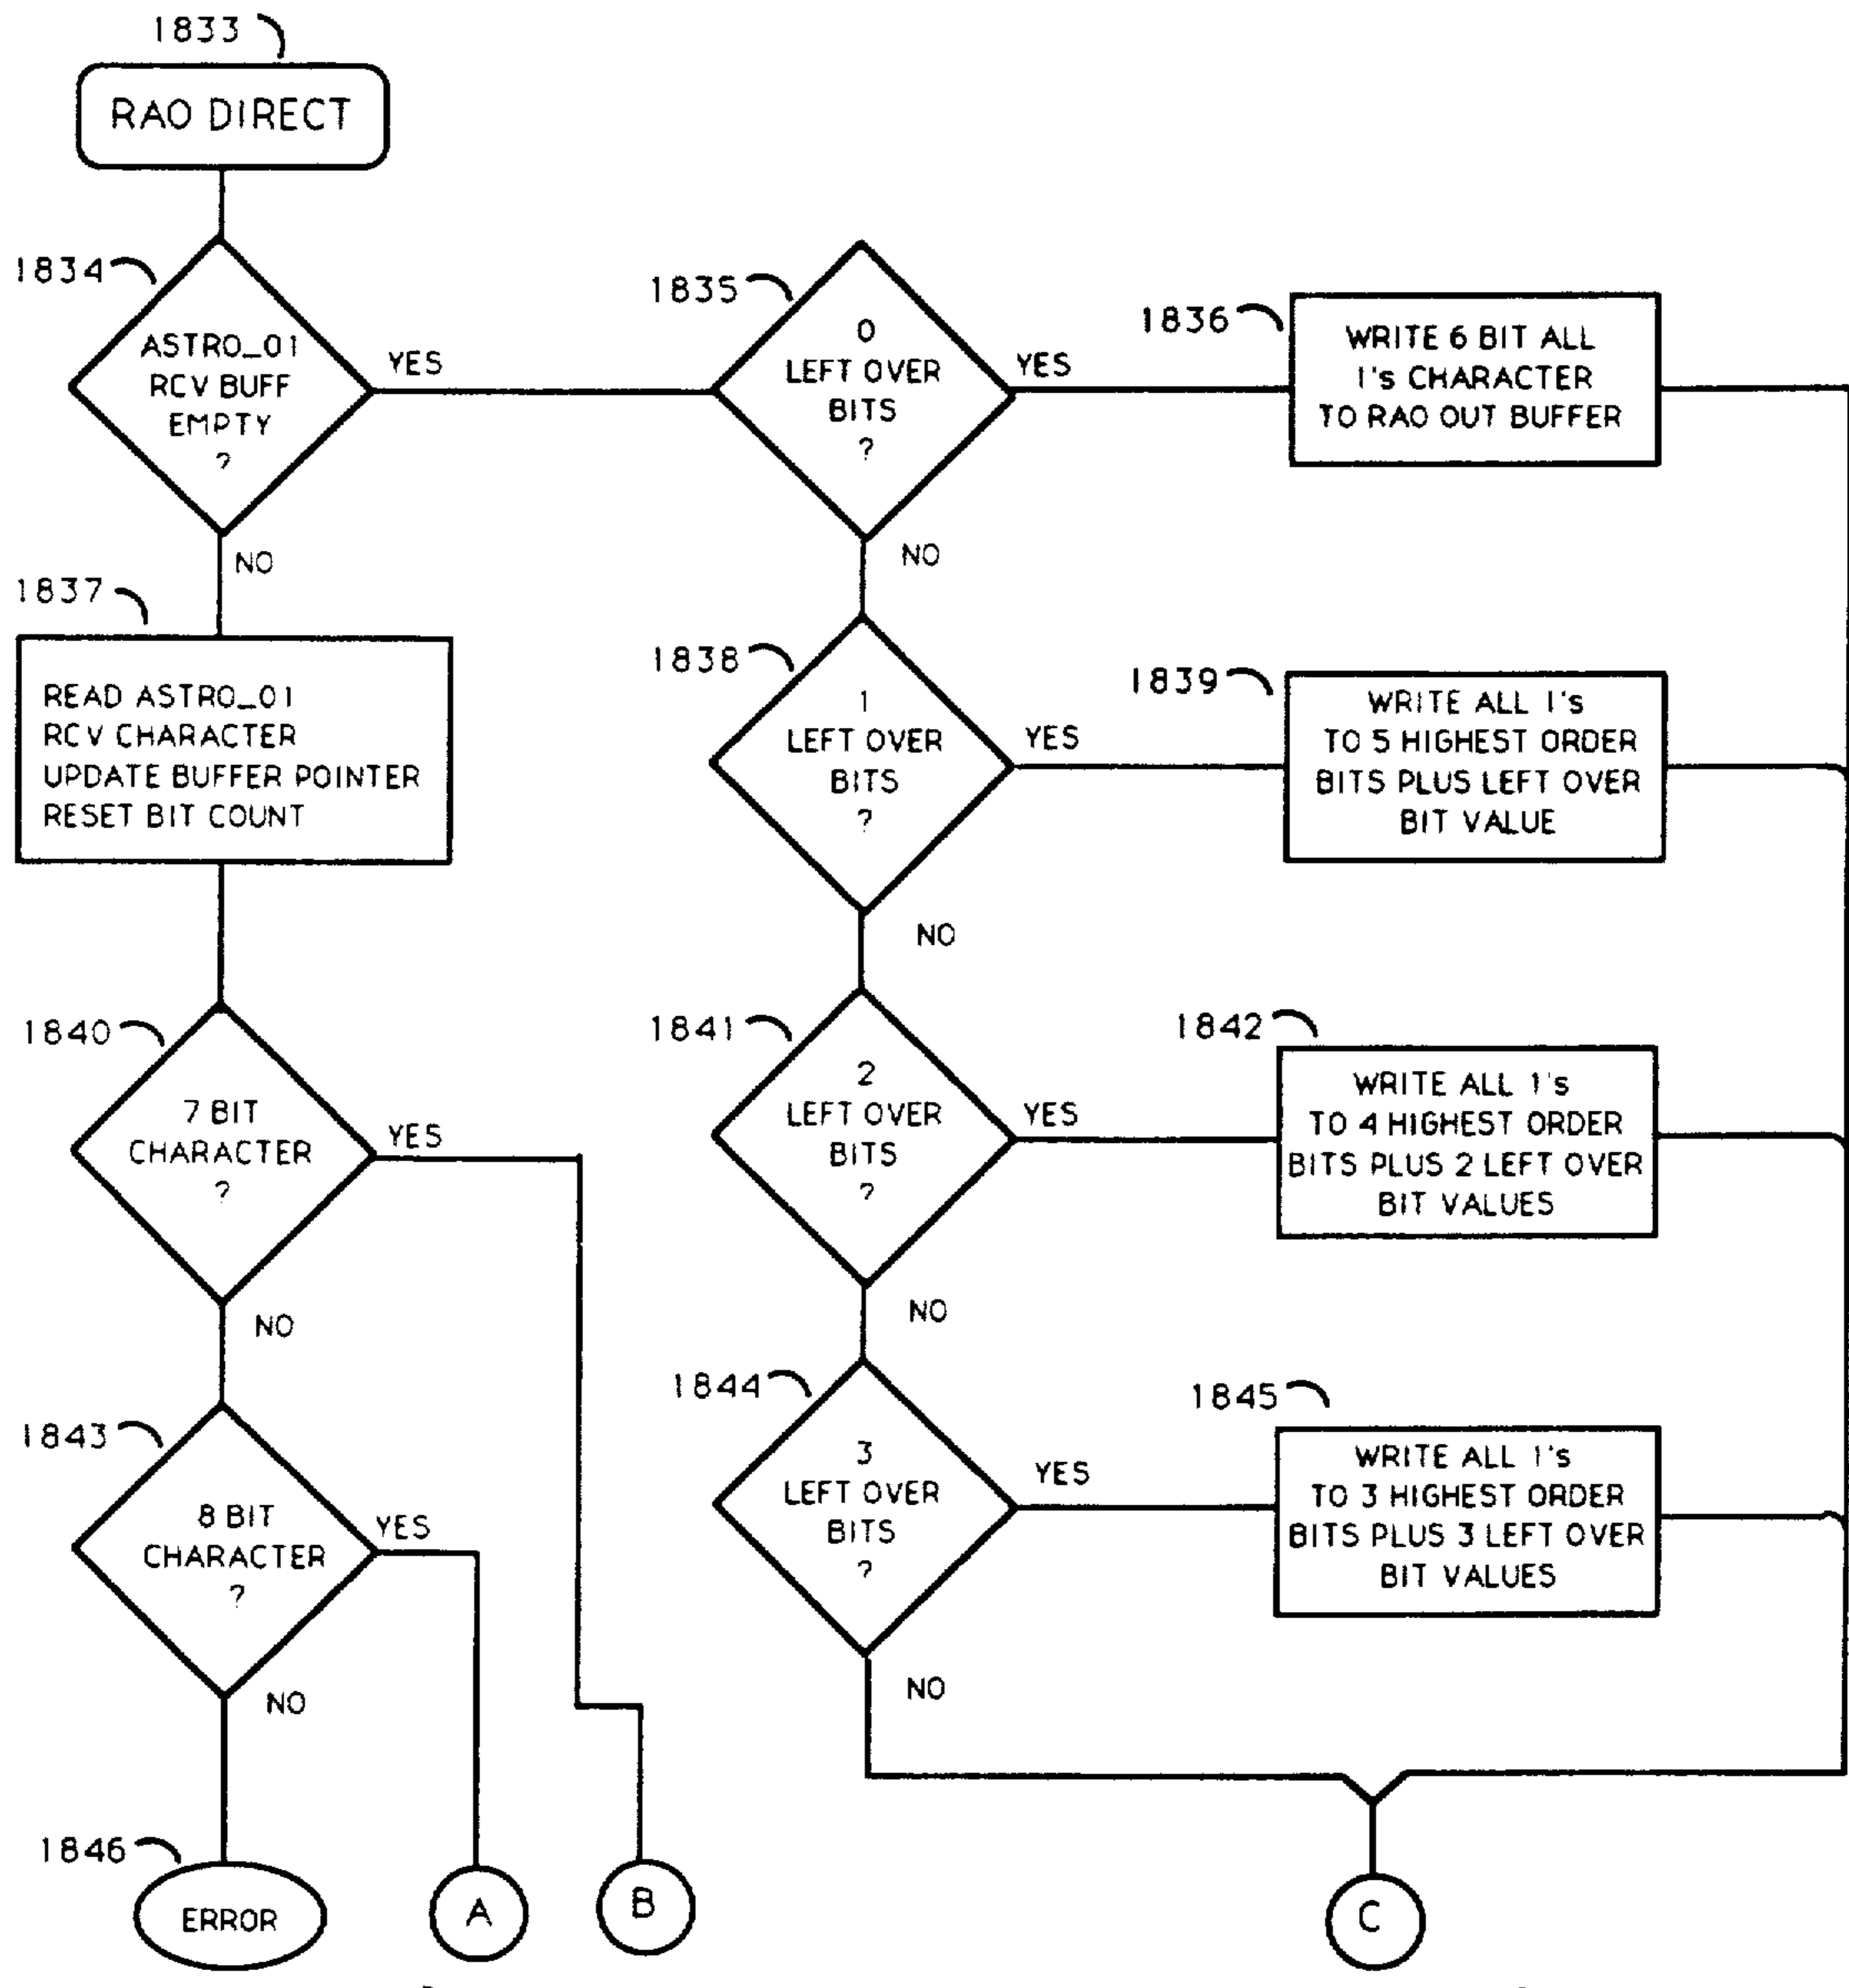 1833
RAO DIRECT
1834
ASTRO_01
RCV BUFF
EMPTY
?
YES
NO
1835
0
LEFT OVER
BITS
?
YES
NO
1836
WRITE 6 BIT ALL
1's CHARACTER
TO RAO OUT BUFFER
1837
READ ASTRO_01
RCV CHARACTER
UPDATE BUFFER POINTER
RESET BIT COUNT
1838
1
LEFT OVER
BITS
?
YES
NO
1839
WRITE ALL 1's
TO 5 HIGHEST ORDER
BITS PLUS LEFT OVER
BIT VALUE
1840
7 BIT
CHARACTER
?
YES
NO
1841
2
LEFT OVER
BITS
?
YES
NO
1842
WRITE ALL 1's
TO 4 HIGHEST ORDER
BITS PLUS 2 LEFT OVER
BIT VALUES
1843
8 BIT
CHARACTER
?
YES
NO
1844
3
LEFT OVER
BITS
?
YES
NO
1845
WRITE ALL 1's
TO 3 HIGHEST ORDER
BITS PLUS 3 LEFT OVER
BIT VALUES
1846
ERROR
A
B
C